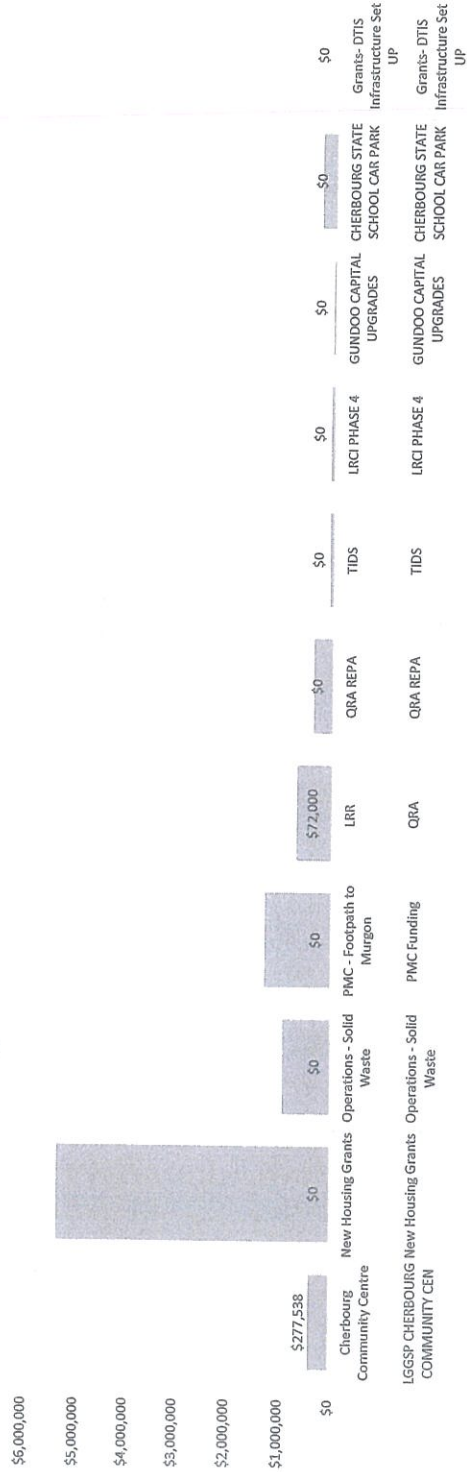 $6,000,000
$5,000,000
$4,000,000
$3,000,000
$2,000,000
$1,000,000
$0
$277,538
$0
$0
$0
$72,000
$0
$0
$0
$0
$0
$0
Cherbourg
Community Centre
New Housing Grants
Operations - Solid
Waste
PMC - Footpath to
Murgon
LRR
QRA REPA
TIDS
LRCI PHASE 4
GUNDOO CAPITAL
UPGRADES
CHERBOURG STATE
SCHOOL CAR PARK
Grants- DTIS
Infrastructure Set
UP
LGGSP CHERBOURG
COMMUNITY CEN
New Housing Grants
Operations - Solid
Waste
PMC Funding
QRA
QRA REPA
TIDS
LRCI PHASE 4
GUNDOO CAPITAL
UPGRADES
CHERBOURG STATE
SCHOOL CAR PARK
Grants- DTIS
Infrastructure Set
UP